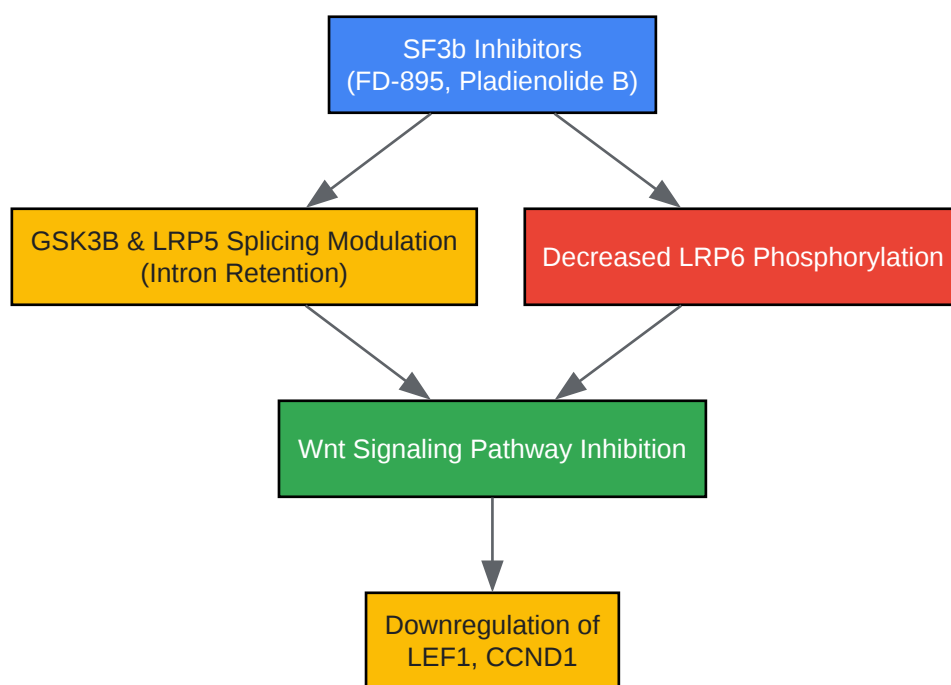 SF3b Inhibitors
(FD-895, Pladienolide B)
GSK3B & LRP5 Splicing Modulation
(Intron Retention)
Decreased LRP6 Phosphorylation
Wnt Signaling Pathway Inhibition
Downregulation of
LEF1, CCND1